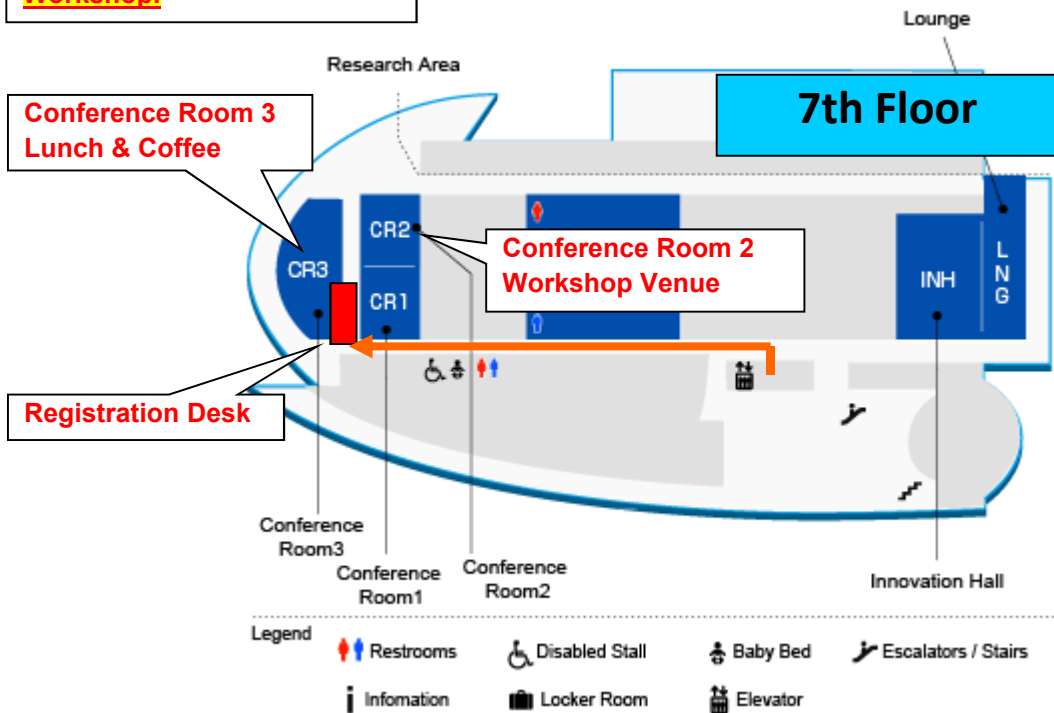 Workshop.
Lounge
Research Area
7th Floor
Conference Room 3
Lunch & Coffee
CR2
Conference Room 2
Workshop Venue
CR3
CR1
INH
L
N
G
Registration Desk
Conference
Room3
Conference
Room1
Conference
Room2
Innovation Hall
Legend
Restrooms
Disabled Stall
Baby Bed
Escalators / Stairs
Infomation
Locker Room
Elevator